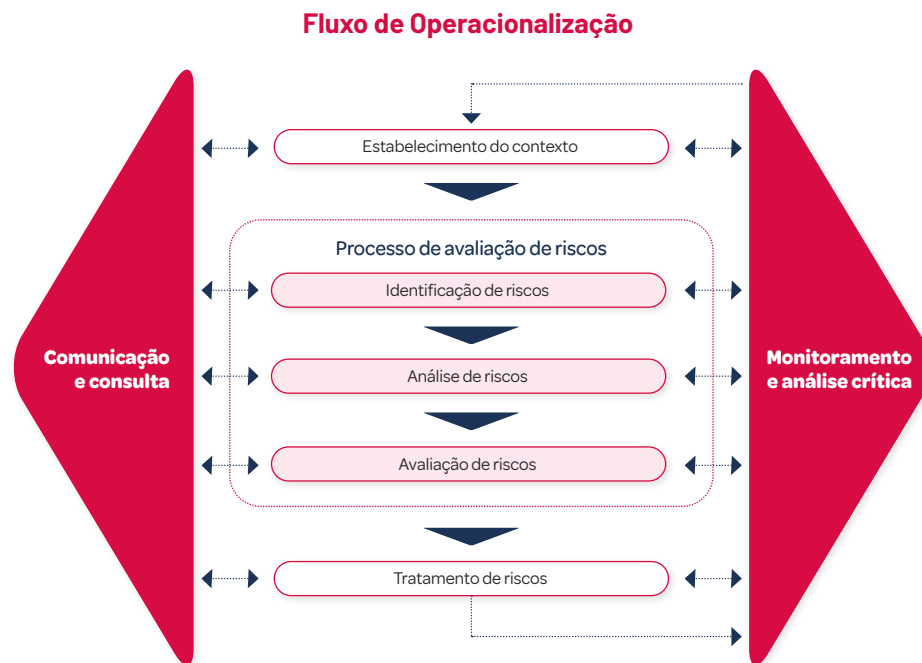 Fluxo de Operacionalização
Estabelecimento do contexto
Processo de avaliação de riscos
Identificação de riscos
Comunicação
e consulta
Análise de riscos
Monitoramento
e análise crítica
Avaliação de riscos
Tratamento de riscos